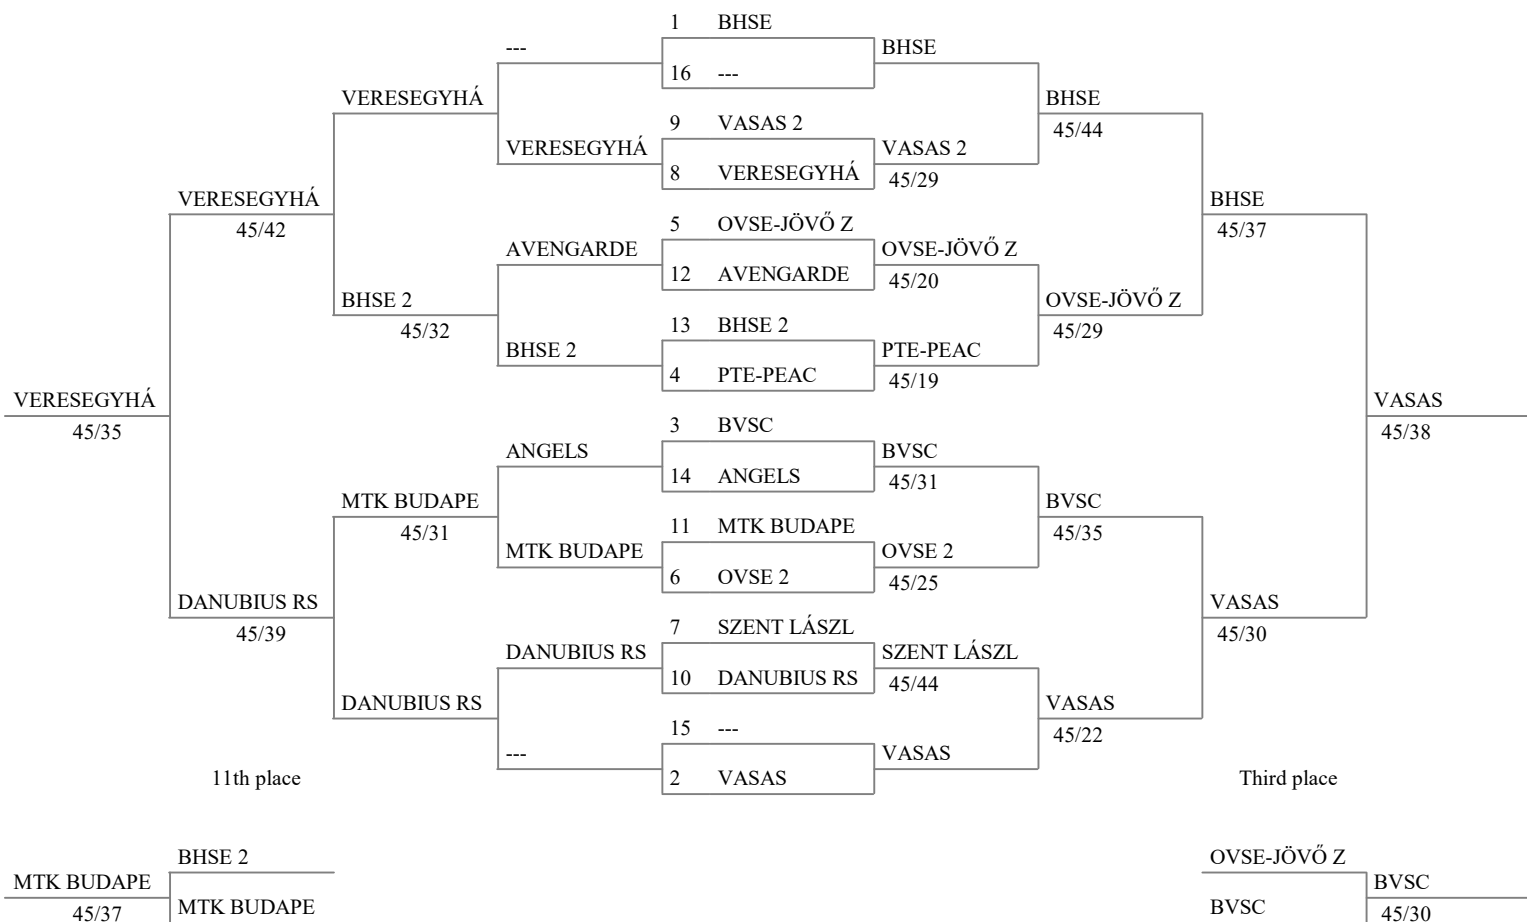 1 BHSE
--- BHSE
16 ---
VERESEGYHÁ BHSE
9 VASAS 2 45/44
VERESEGYHÁ VASAS 2
8 VERESEGYHÁ 45/29
VERESEGYHÁ BHSE
5 OVSE-JÖVŐ Z
45/42 45/37
AVENGARDE OVSE-JÖVŐ Z
12 AVENGARDE 45/20
BHSE 2 OVSE-JÖVŐ Z
13 BHSE 2
45/32 45/29
BHSE 2 PTE-PEAC
4 PTE-PEAC 45/19
VERESEGYHÁ VASAS
3 BVSC
45/35 45/38
ANGELS BVSC
14 ANGELS 45/31
MTK BUDAPE BVSC
11 MTK BUDAPE
45/31 45/35
MTK BUDAPE OVSE 2
6 OVSE 2 45/25
DANUBIUS RS VASAS
7 SZENT LÁSZL
45/39 45/30
DANUBIUS RS SZENT LÁSZL
10 DANUBIUS RS 45/44
DANUBIUS RS VASAS
15 ---
45/22
--- VASAS
2 VASAS
11th place Third place
BHSE 2 OVSE-JÖVŐ Z
MTK BUDAPE BVSC
MTK BUDAPE BVSC
45/37 45/30